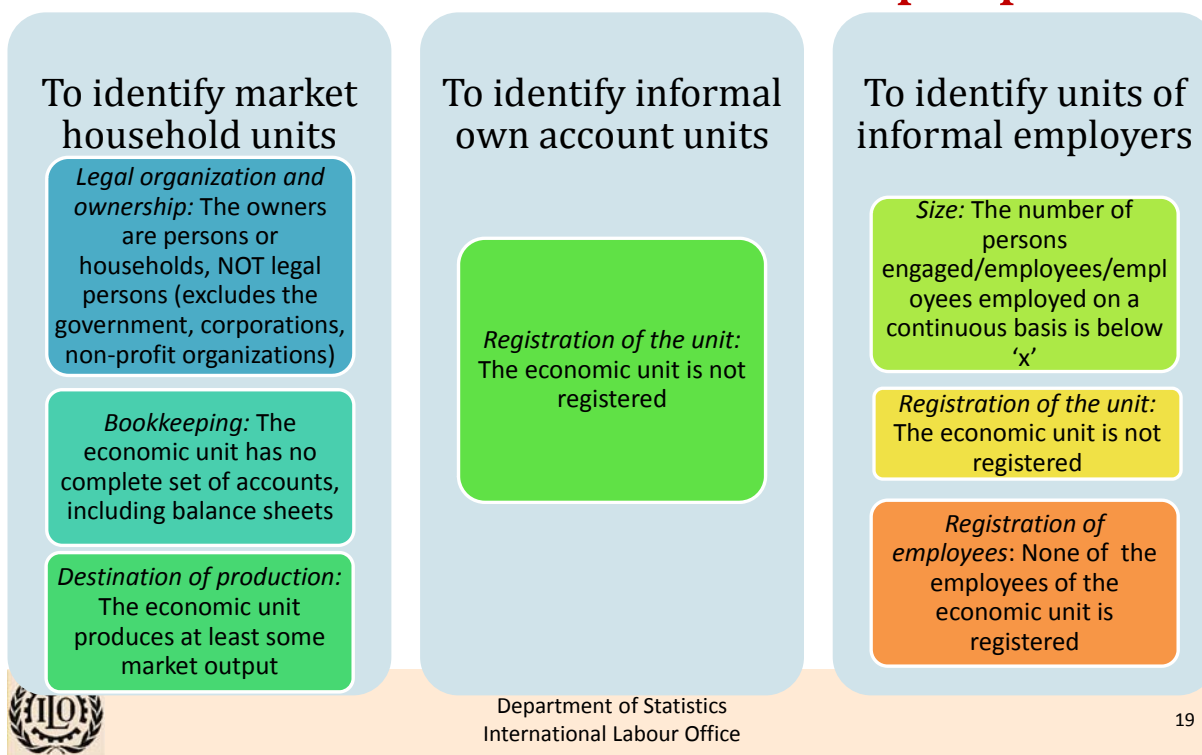 To identify market
household units
Legal organization and
ownership: The owners
are persons or
households, NOT legal
persons (excludes the
government, corporations,
non-profit organizations)
Bookkeeping: The
economic unit has no
complete set of accounts,
including balance sheets
Destination of production:
The economic unit
produces at least some
market output
To identify informal
own account units
Registration of the unit:
The economic unit is not
registered
To identify units of
informal employers
Size: The number of
persons
engaged/employees/empl
oyees employed on a
continuous basis is below
‘x’
Registration of the unit:
The economic unit is not
registered
Registration of
employees: None of the
employees of the
economic unit is
registered
ILO
Department of Statistics
International Labour Office
19